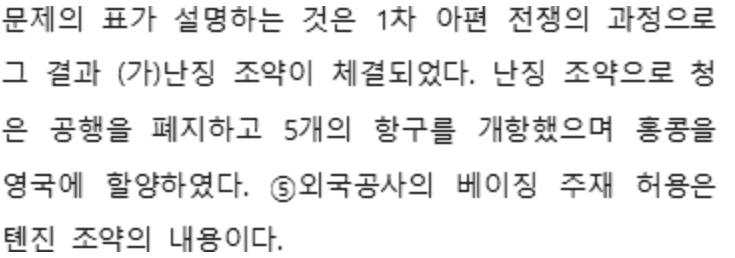 문제의 표가 설명하는 것은 1차 아편 전쟁의 과정으로
그 결과 (가)난징 조약이 체결되었다. 난징 조약으로 청
은 공행을 폐지하고 5개의 항구를 개항했으며 홍콩을
영국에 할양하였다. ⑤외국공사의 베이징 주재 허용은
톈진 조약의 내용이다.